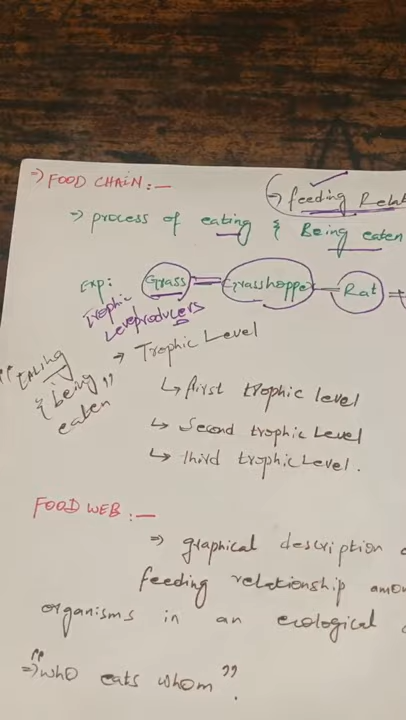 => FOOD CHAIN :-
-> feeding Relat
-> process of eating & Being eaten
Exp: Grass Grasshopper Rat
Trophic
Level producers
-> Trophic Level
"eating
& being"
eaten
↳ first trophic level
↳ Second trophic Level
↳ third trophic Level.
FOOD WEB :-
=> graphical description
feeding relationship amo
organisms in an ecological
=> "who eats whom".